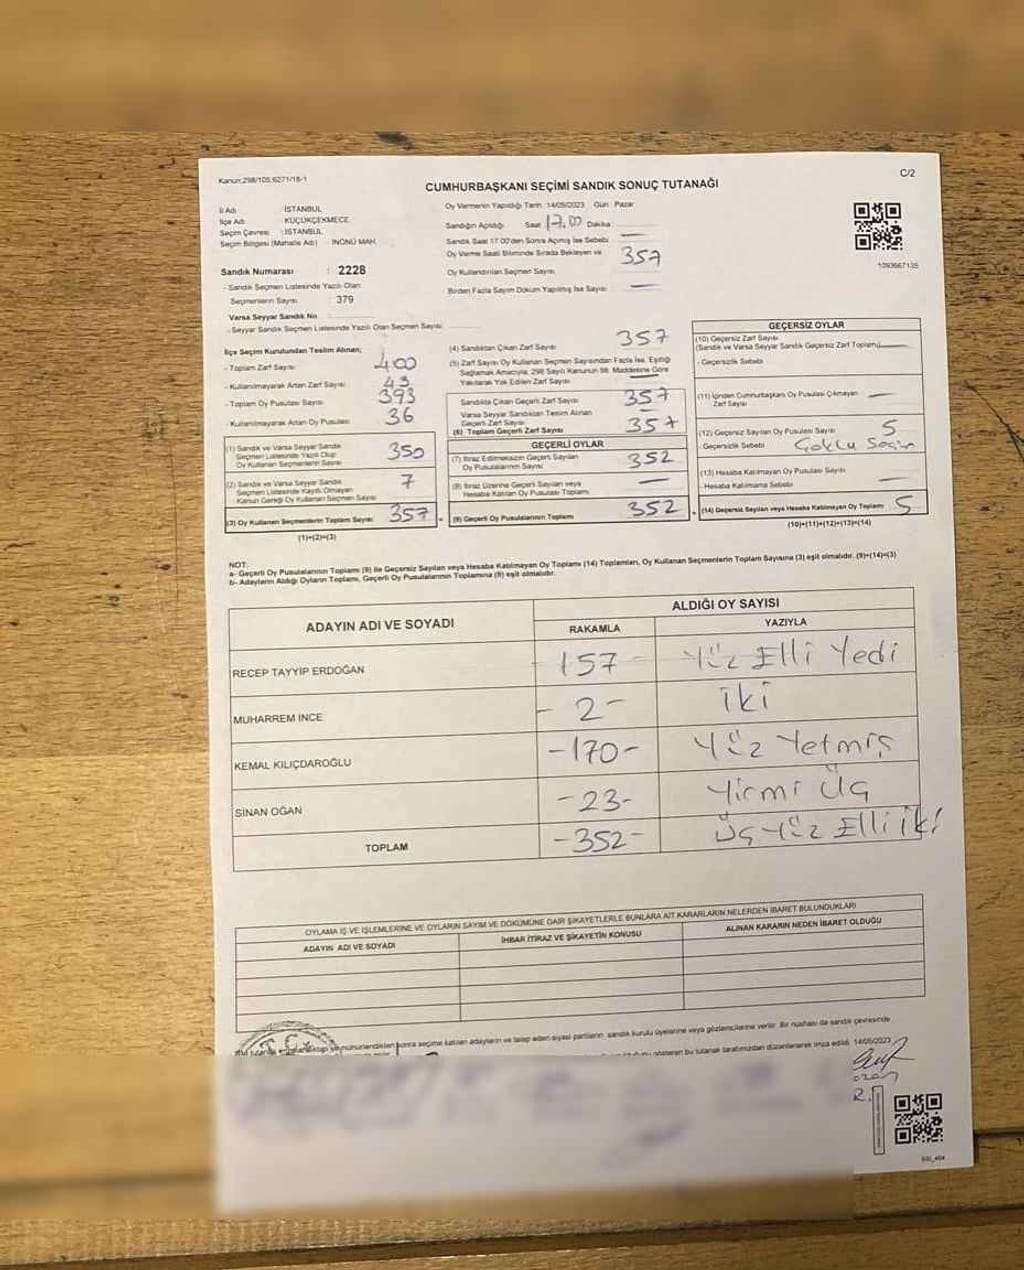 Kanun:298/105;6271/18-1
C/2
CUMHURBAŞKANI SEÇİMİ SANDIK SONUÇ TUTANAĞI
İl Adı : İSTANBUL
İlçe Adı : KÜÇÜKÇEKMECE
Seçim Çevresi : İSTANBUL
Seçim Bölgesi (Mahalle Adı) : İNÖNÜ MAH.
Sandık Numarası : 2228
- Sandık Seçmen Listesinde Yazılı Olan
Seçmenlerin Sayısı : 379
Varsa Seyyar Sandık No
- Seyyar Sandık Seçmen Listesinde Yazılı Olan Seçmen Sayısı
Oy Vermenin Yapıldığı Tarih : 14/05/2023 Gün : Pazar
Sandığın Açıldığı Saat 17.00 Dakika :
Sandık Saat 17:00'den Sonra Açılmış İse Sebebi —
Oy Verme Saati Bitiminde Sırada Bekleyen ve 357
Oy Kullandırılan Seçmen Sayısı
Birden Fazla Sayım Döküm Yapılmış İse Sayısı —
1093667135
İlçe Seçim Kurulundan Teslim Alınan;
- Toplam Zarf Sayısı 400
- Kullanılmayarak Artan Zarf Sayısı 43
- Toplam Oy Pusulası Sayısı 393
- Kullanılmayarak Artan Oy Pusulası 36
(1) Sandık ve Varsa Seyyar Sandık
Seçmen Listesinde Yazılı Olup
Oy Kullanan Seçmenlerin Sayısı 350
(2) Sandık ve Varsa Seyyar Sandık
Seçmen Listesinde Kayıtlı Olmayan
Kanun Gereği Oy Kullanan Seçmen Sayısı 7
(3) Oy Kullanan Seçmenlerin Toplam Sayısı 357
(1)+(2)=(3)
(4) Sandıktan Çıkan Zarf Sayısı 357
(5) Zarf Sayısı Oy Kullanan Seçmen Sayısından Fazla İse, Eşitliği
Sağlamak Amacıyla; 298 Sayılı Kanunun 98. Maddesine Göre
Yakılarak Yok Edilen Zarf Sayısı —
Sandıkta Çıkan Geçerli Zarf Sayısı 357
Varsa Seyyar Sandıktan Teslim Alınan
Geçerli Zarf Sayısı —
(6) Toplam Geçerli Zarf Sayısı 357
GEÇERLİ OYLAR
(7) İtiraz Edilmeksizin Geçerli Sayılan
Oy Pusulalarının Sayısı 352
(8) İtiraz Üzerine Geçerli Sayılan veya
Hesaba Katılan Oy Pusulaları Toplamı —
(9) Geçerli Oy Pusulalarının Toplamı 352
GEÇERSİZ OYLAR
(10) Geçersiz Zarf Sayısı
(Sandık ve Varsa Seyyar Sandık Geçersiz Zarf Toplamı) —
- Geçersizlik Sebebi
(11) İçinden Cumhurbaşkanı Oy Pusulası Çıkmayan
Zarf Sayısı —
(12) Geçersiz Sayılan Oy Pusulası Sayısı 5
- Geçersizlik Sebebi Çoklu Seçim
(13) Hesaba Katılmayan Oy Pusulası Sayısı
- Hesaba Katılmama Sebebi —
(14) Geçersiz Sayılan veya Hesaba Katılmayan Oy Toplamı 5
(10)+(11)+(12)+(13)=(14)
NOT:
a- Geçerli Oy Pusulalarının Toplamı (9) ile Geçersiz Sayılan veya Hesaba Katılmayan Oy Toplamı (14) Toplamları, Oy Kullanan Seçmenlerin Toplam Sayısına (3) eşit olmalıdır. (9)+(14)=(3)
b- Adayların Aldığı Oyların Toplamı, Geçerli Oy Pusulalarının Toplamına (9) eşit olmalıdır.
ADAYIN ADI VE SOYADI
ALDIĞI OY SAYISI
RAKAMLA YAZIYLA
RECEP TAYYİP ERDOĞAN -157- Yüz Elli Yedi
MUHARREM İNCE -2- iki
KEMAL KILIÇDAROĞLU -170- Yüz Yetmiş
SİNAN OĞAN -23- Yirmi Üç
TOPLAM -352- Üç Yüz Elli iki
OYLAMA İŞ VE İŞLEMLERİNE VE OYLARIN SAYIM VE DÖKÜMÜNE DAİR ŞİKAYETLERLE BUNLARA AİT KARARLARIN NELERDEN İBARET BULUNDUKLARI
ADAYIN ADI VE SOYADI İHBAR İTİRAZ VE ŞİKAYETİN KONUSU ALINAN KARARIN NEDEN İBARET OLDUĞU
sonra seçime katılan adayların ve talep eden siyasi partilerin sandık kurulu üyelerine veya gözlemcilerine verilir. Bir nüshası da sandık çevresinde
gösteren bu tutanak tarafımızdan düzenlenerek imza edildi. 14/05/2023
T.C.
ozan
R.